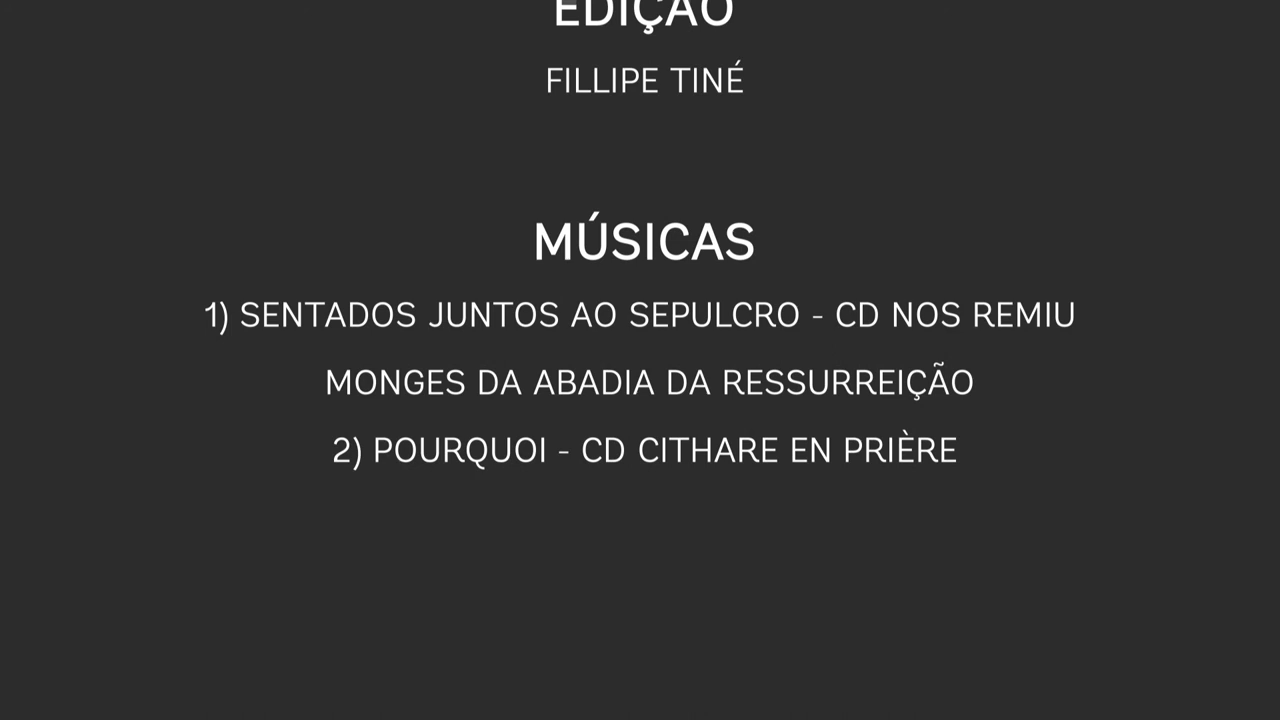 EDIÇÃO
FILLIPE TINÉ
MÚSICAS
1) SENTADOS JUNTOS AO SEPULCRO - CD NOS REMIU
MONGES DA ABADIA DA RESSURREIÇÃO
2) POURQUOI - CD CITHARE EN PRIÈRE